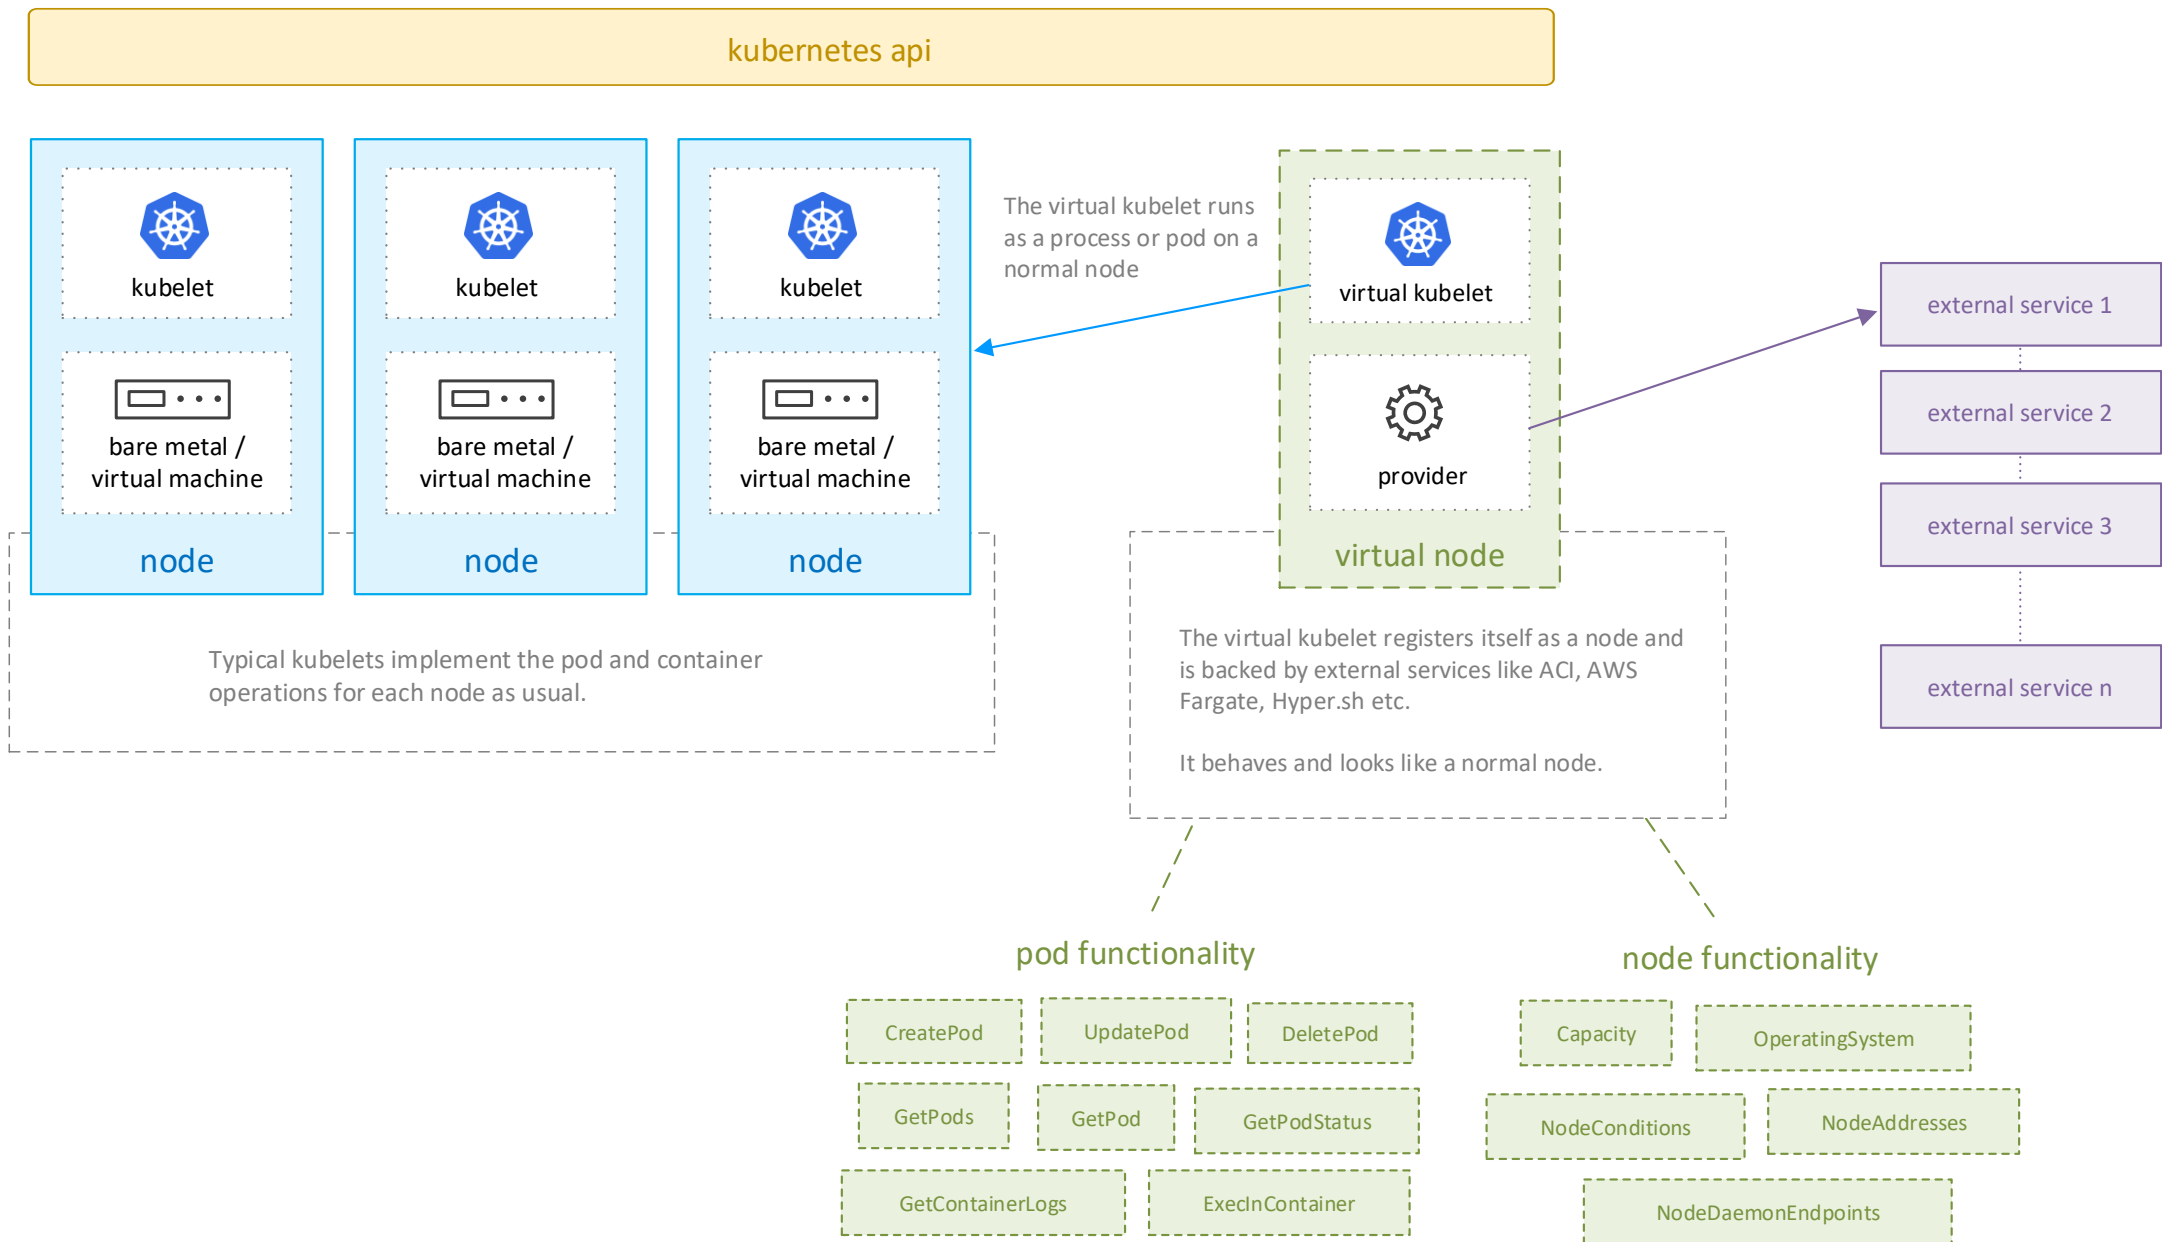 kubernetes api
kubelet
bare metal /
virtual machine
node
kubelet
bare metal /
virtual machine
node
kubelet
bare metal /
virtual machine
node
Typical kubelets implement the pod and container
operations for each node as usual.
The virtual kubelet runs
as a process or pod on a
normal node
virtual kubelet
provider
virtual node
The virtual kubelet registers itself as a node and
is backed by external services like ACI, AWS
Fargate, Hyper.sh etc.
It behaves and looks like a normal node.
external service 1
external service 2
external service 3
external service n
pod functionality
CreatePod
UpdatePod
DeletePod
GetPods
GetPod
GetPodStatus
GetContainerLogs
ExecInContainer
node functionality
Capacity
OperatingSystem
NodeConditions
NodeAddresses
NodeDaemonEndpoints